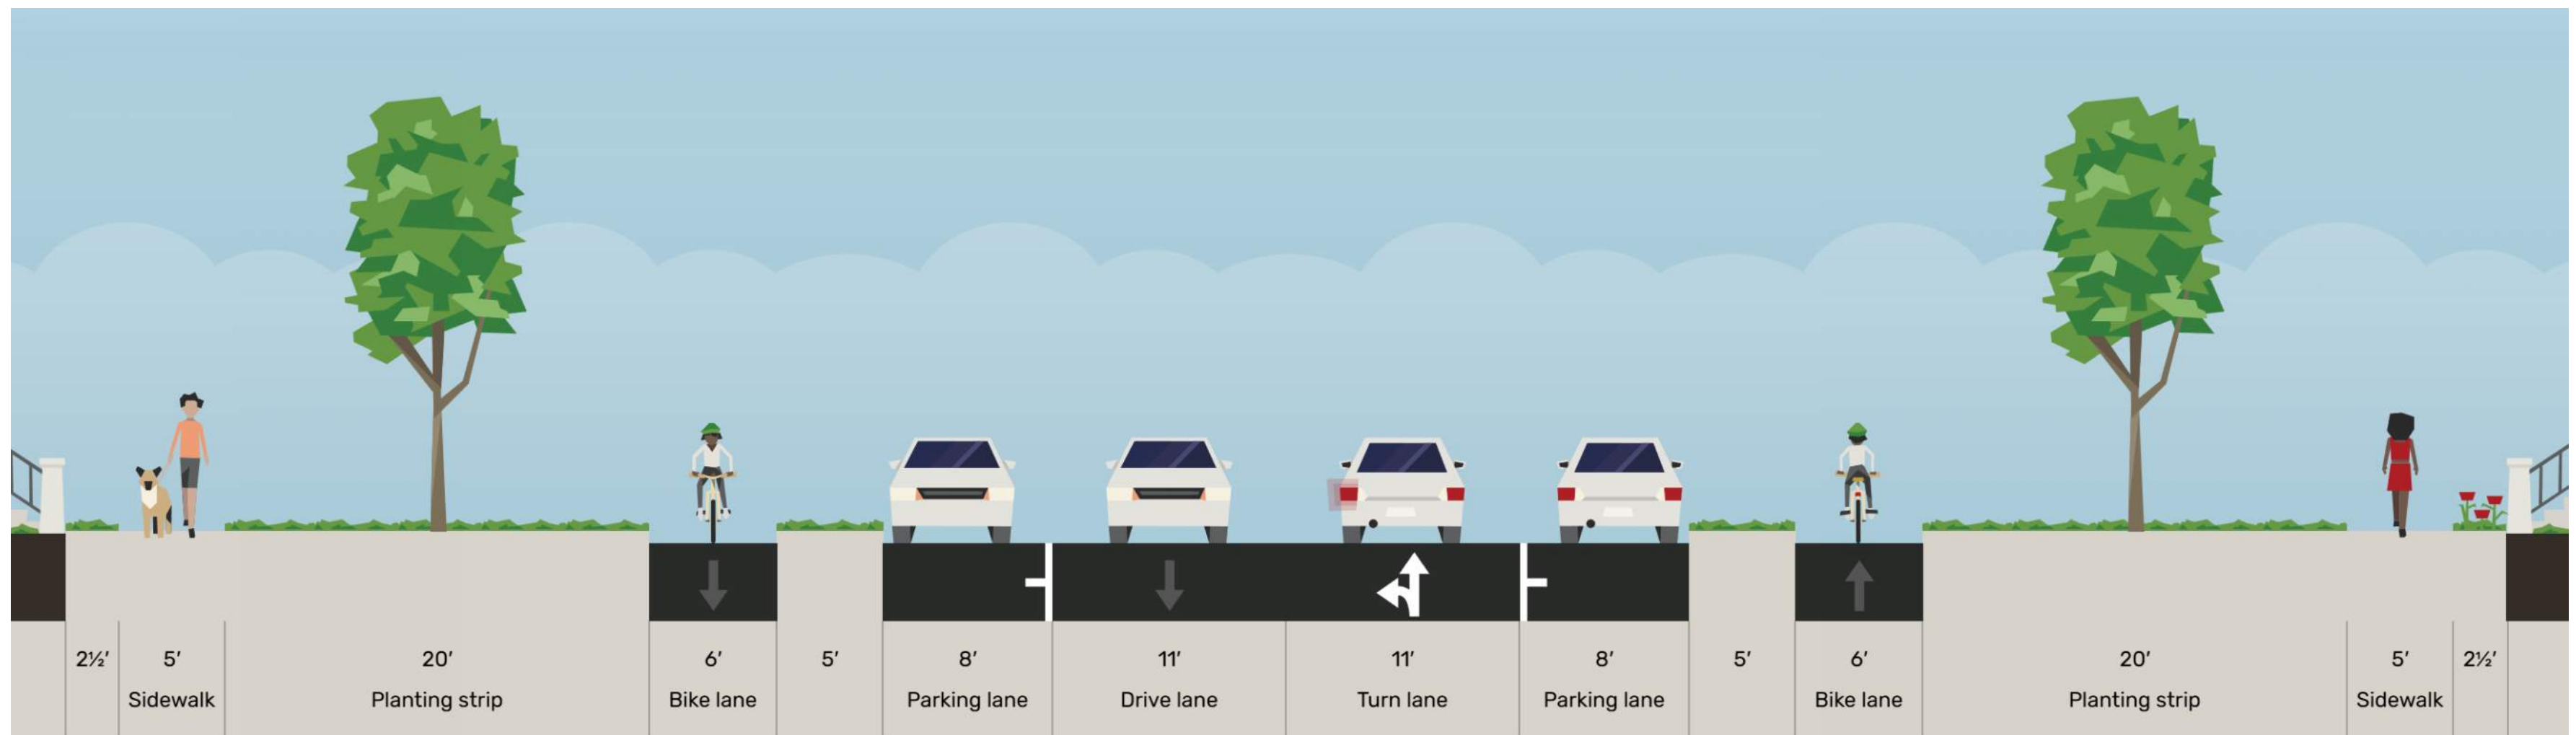 2½′ 5′ 20′ 6′ 5′ 8′ 11′ 11′ 8′ 5′ 6′ 20′ 5′ 2½′
Sidewalk Planting strip Bike lane Parking lane Drive lane Turn lane Parking lane Bike lane Planting strip Sidewalk